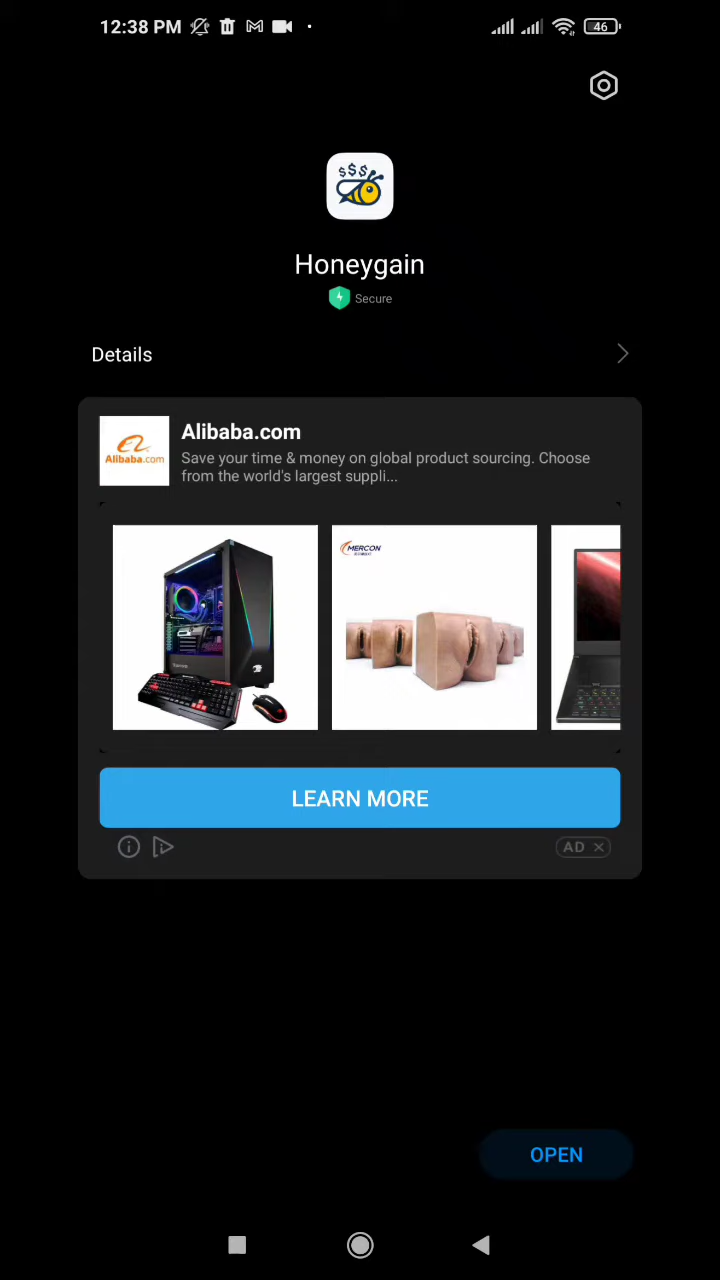 12:38 PM
46
$$$
Honeygain
Secure
Details
Alibaba.com
Alibaba.com
Save your time & money on global product sourcing. Choose
from the world's largest suppli...
MERCON
LEARN MORE
AD
OPEN